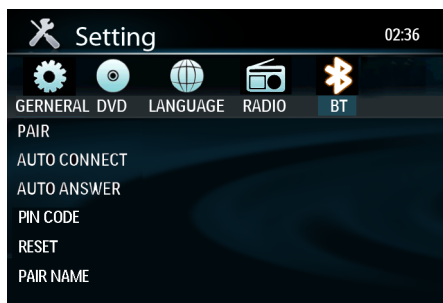 Setting 02:36
GERNERAL DVD LANGUAGE RADIO BT
PAIR
AUTO CONNECT
AUTO ANSWER
PIN CODE
RESET
PAIR NAME